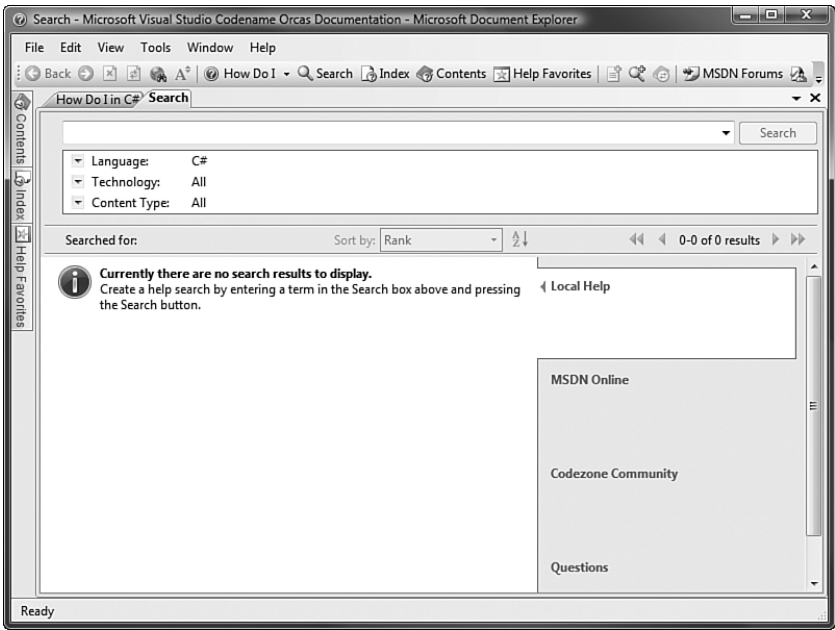 Search - Microsoft Visual Studio Codename Orcas Documentation - Microsoft Document Explorer
File Edit View Tools Window Help
Back How Do I Search Index Contents Help Favorites MSDN Forums
How Do I in C# Search
Contents
Index
Help Favorites
Search
Language: C#
Technology: All
Content Type: All
Searched for: Sort by: Rank 0-0 of 0 results
Currently there are no search results to display.
Create a help search by entering a term in the Search box above and pressing
the Search button.
Local Help
MSDN Online
Codezone Community
Questions
Ready